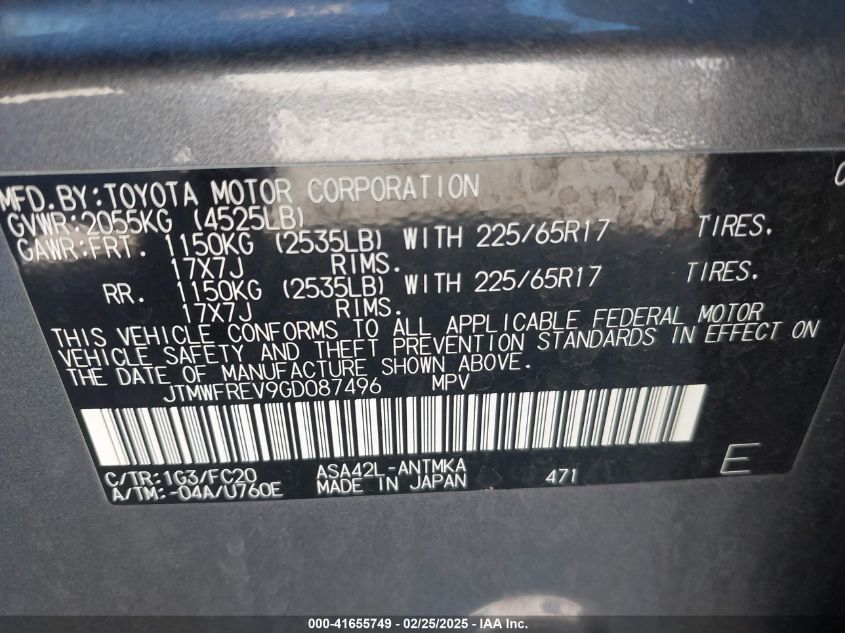 MFD.BY:TOYOTA MOTOR CORPORATION
GVWR:2055KG (4525LB)
GAWR:FRT. 1150KG (2535LB) WITH 225/65R17 TIRES.
17X7J RIMS.
RR. 1150KG (2535LB) WITH 225/65R17 TIRES.
17X7J RIMS.
THIS VEHICLE CONFORMS TO ALL APPLICABLE FEDERAL MOTOR
VEHICLE SAFETY AND THEFT PREVENTION STANDARDS IN EFFECT ON
THE DATE OF MANUFACTURE SHOWN ABOVE.
JTMWFREV9GD087496 MPV
C/TR:1G3/FC20 ASA42L-ANTMKA
A/TM:-04A/U760E MADE IN JAPAN 471 E
000-41655749 - 02/25/2025 - IAA Inc.